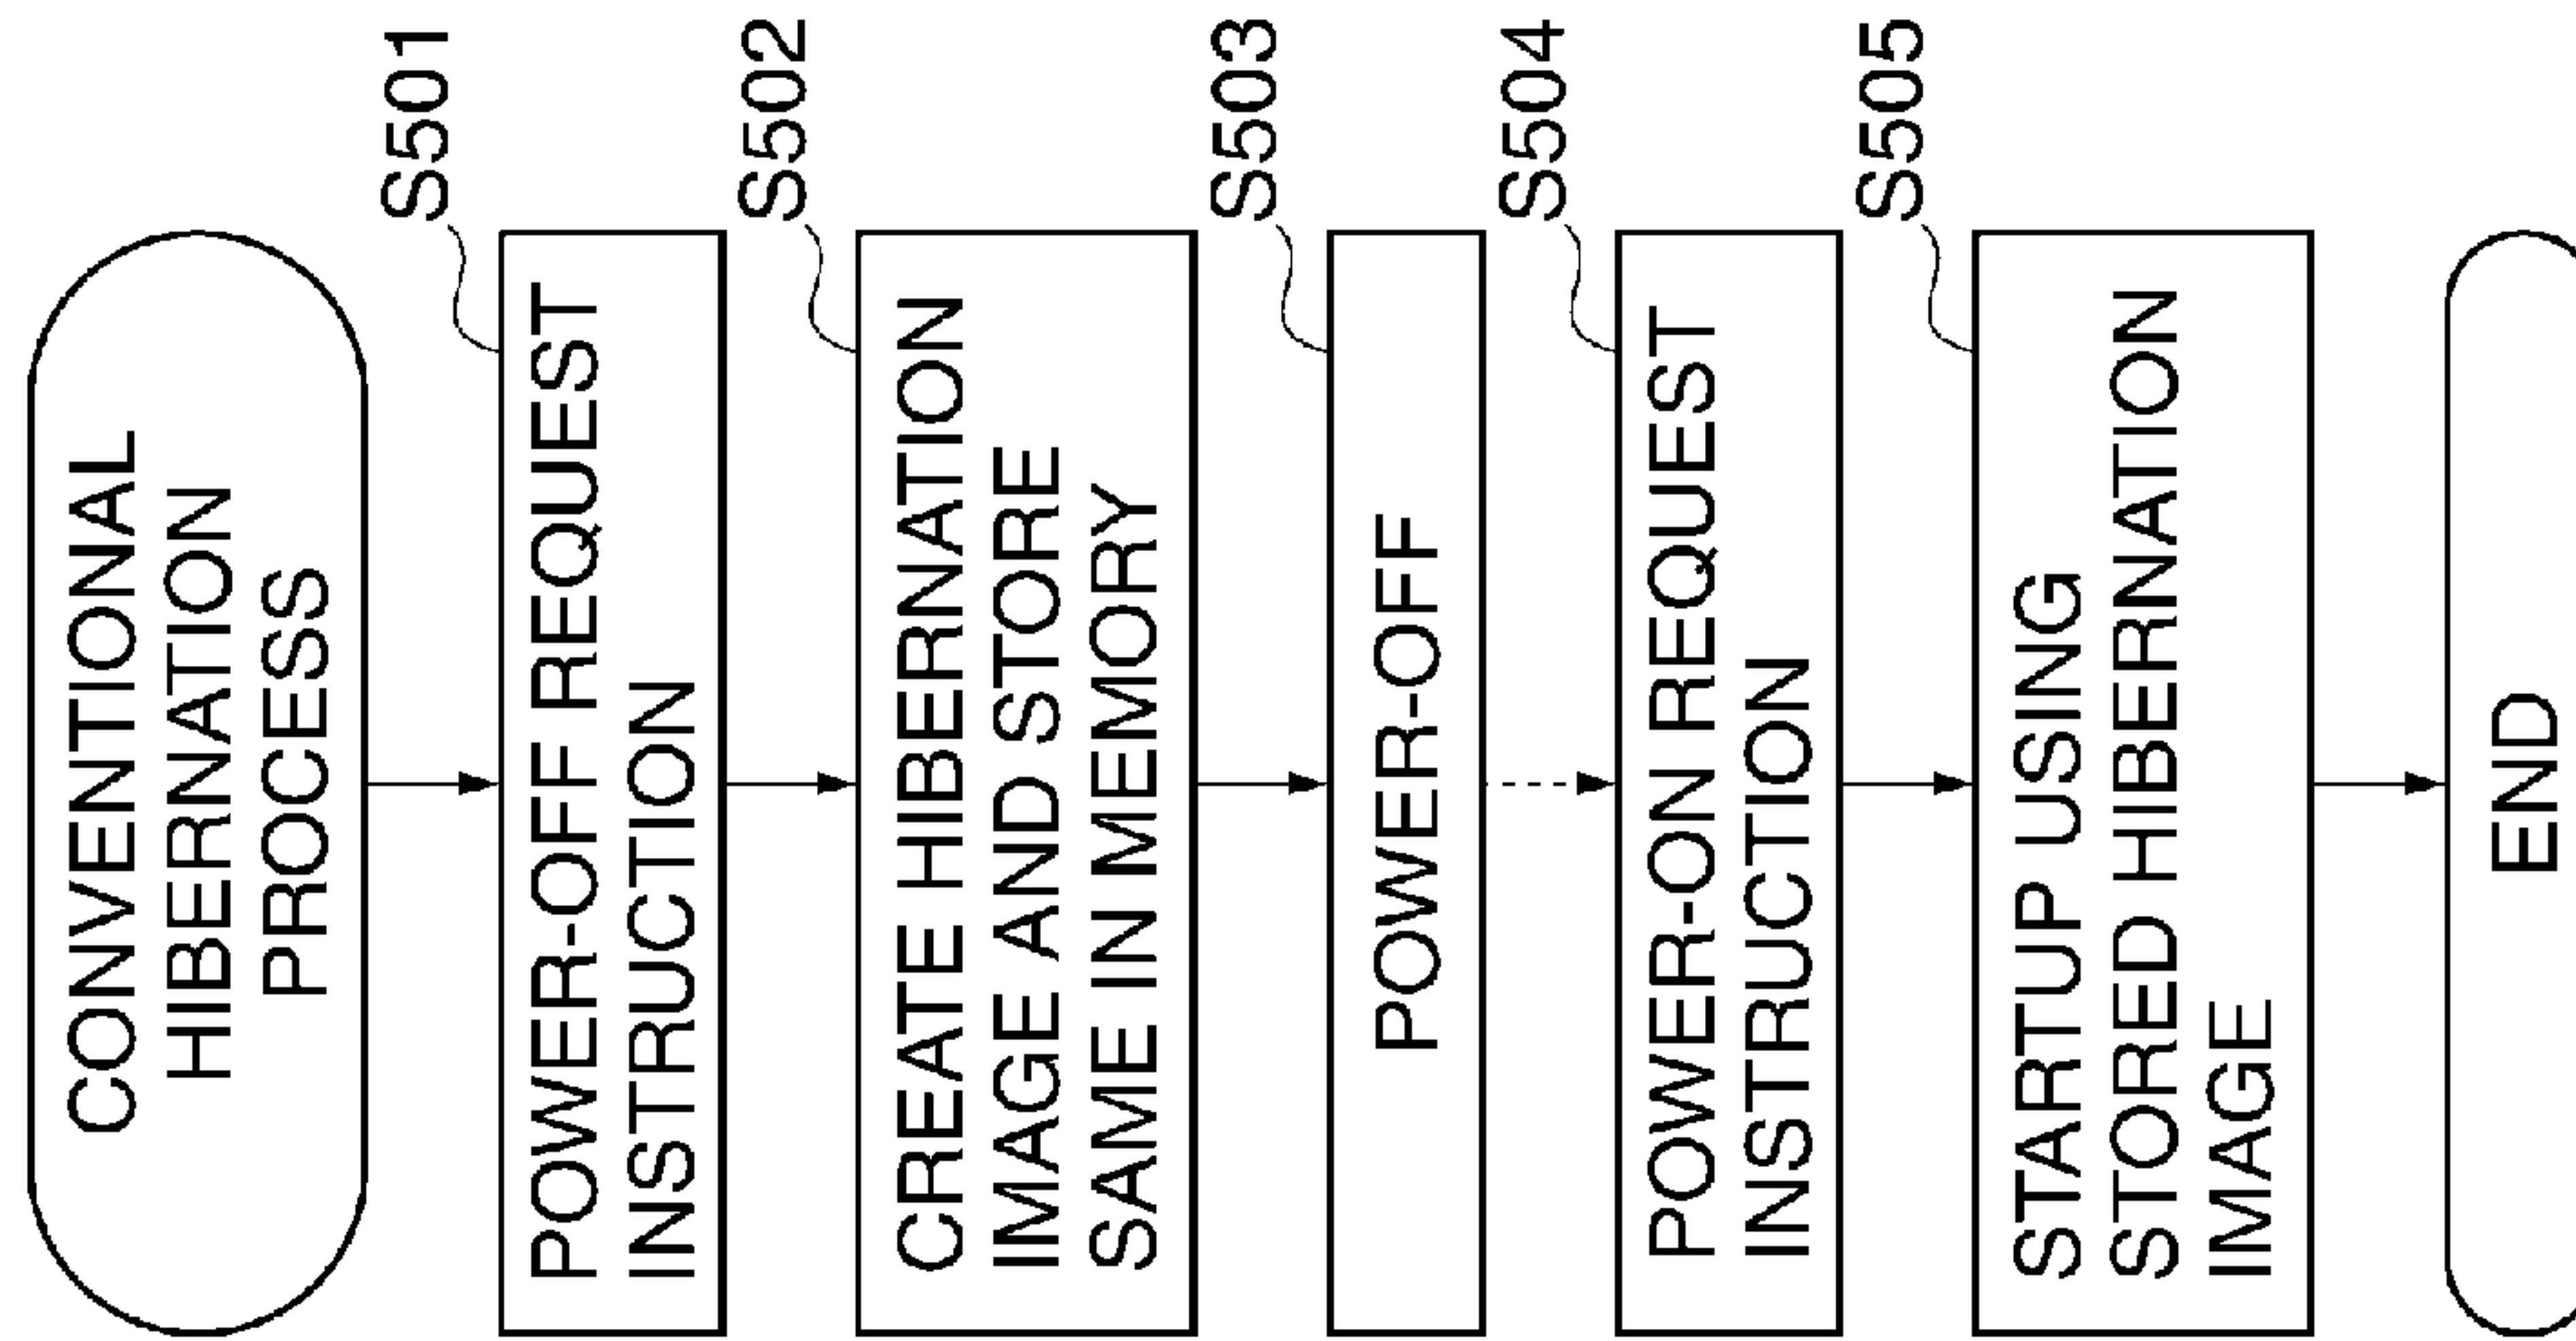 CONVENTIONAL
HIBERNATION
PROCESS
S501
POWER-OFF REQUEST
INSTRUCTION
S502
CREATE HIBERNATION
IMAGE AND STORE
SAME IN MEMORY
S503
POWER-OFF
S504
POWER-ON REQUEST
INSTRUCTION
S505
STARTUP USING
STORED HIBERNATION
IMAGE
END